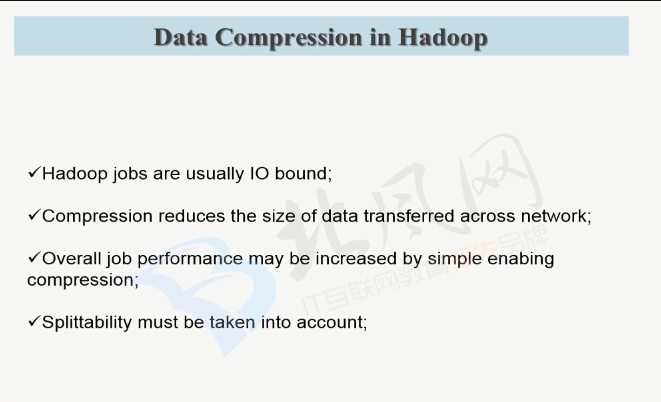 Data Compression in Hadoop
✓Hadoop jobs are usually IO bound;
✓Compression reduces the size of data transferred across network;
✓Overall job performance may be increased by simple enabing
compression;
✓Splittability must be taken into account;
北风网
IT互联网教育报告品牌